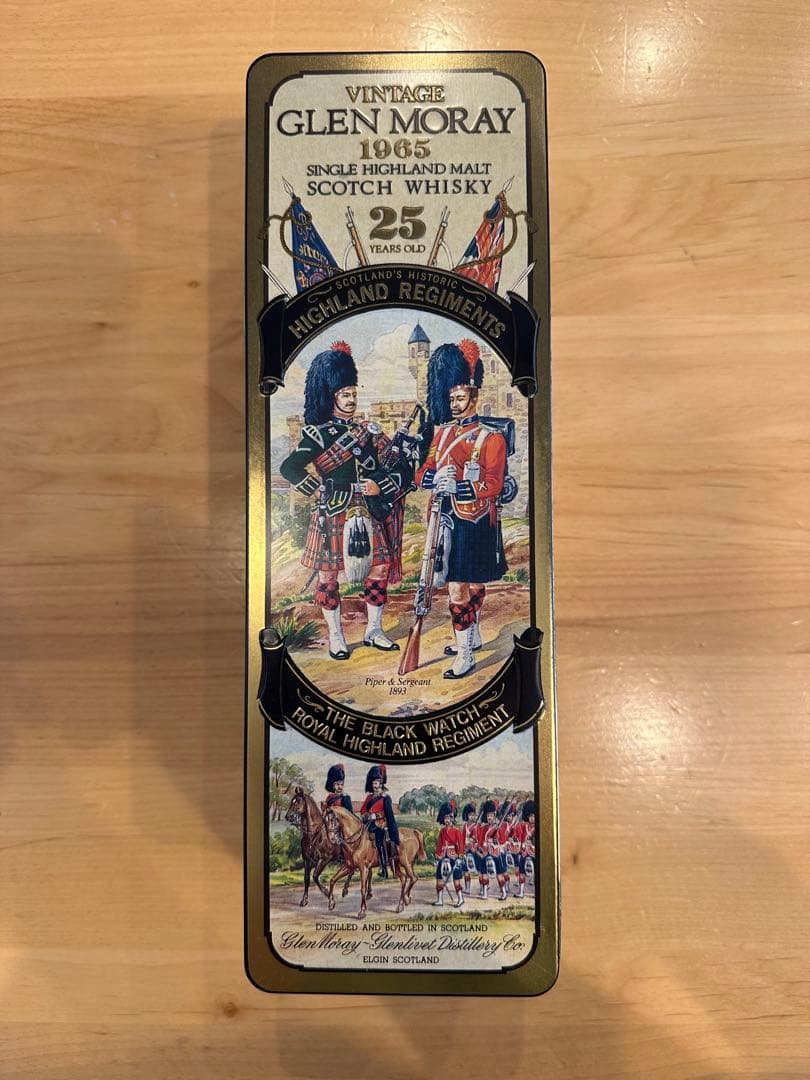 VINTAGE
GLEN MORAY
1965
SINGLE HIGHLAND MALT
SCOTCH WHISKY
25
YEARS OLD
SCOTLAND'S HISTORIC
HIGHLAND REGIMENTS
Piper & Sergeant
1893
THE BLACK WATCH
ROYAL HIGHLAND REGIMENT
DISTILLED AND BOTTLED IN SCOTLAND
Glen Moray-Glenlivet Distillery Co.
ELGIN SCOTLAND